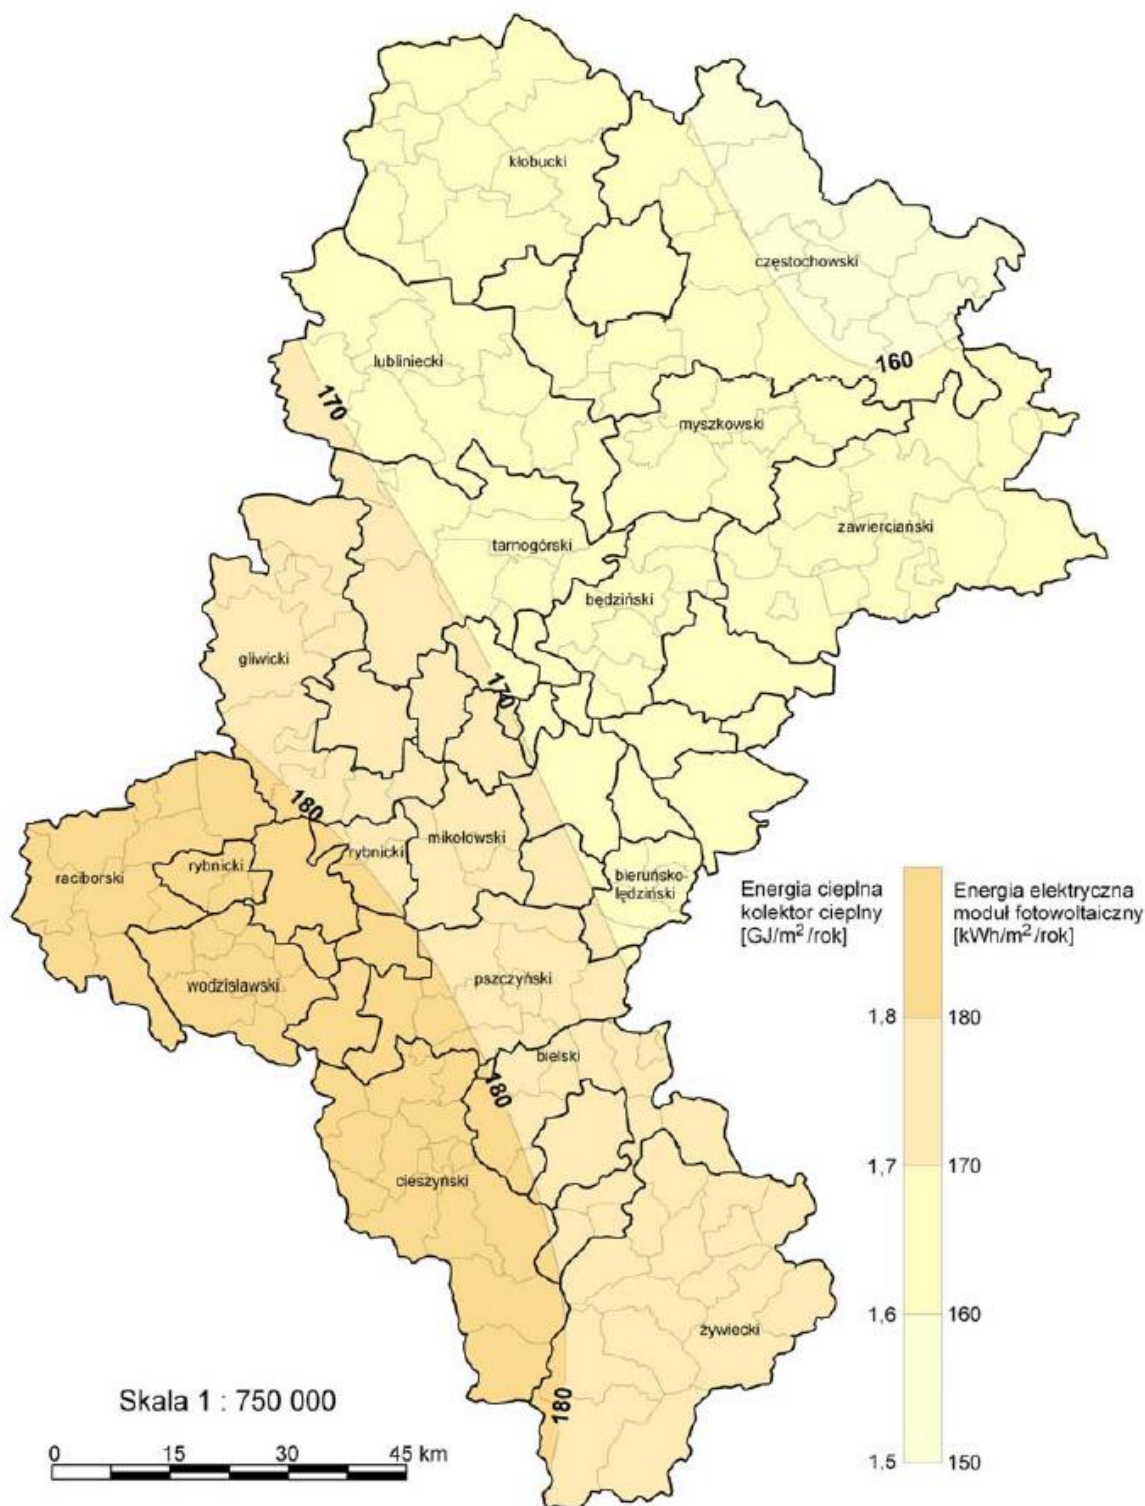 kłobucki
częstochowski
160
lubliniecki
170
myszkowski
zawierciański
tarnogórski
będziński
gliwicki
170
180
mikołowski
rybnicki
rybnicki
raciborski
bieruńsko-
-lędziński
wodzisławski
pszczyński
bielski
180
cieszyński
żywiecki
180
Energia cieplna
kolektor cieplny
[GJ/m²/rok]
Energia elektryczna
moduł fotowoltaiczny
[kWh/m²/rok]
1,8 180
1,7 170
1,6 160
1,5 150
Skala 1 : 750 000
0 15 30 45 km